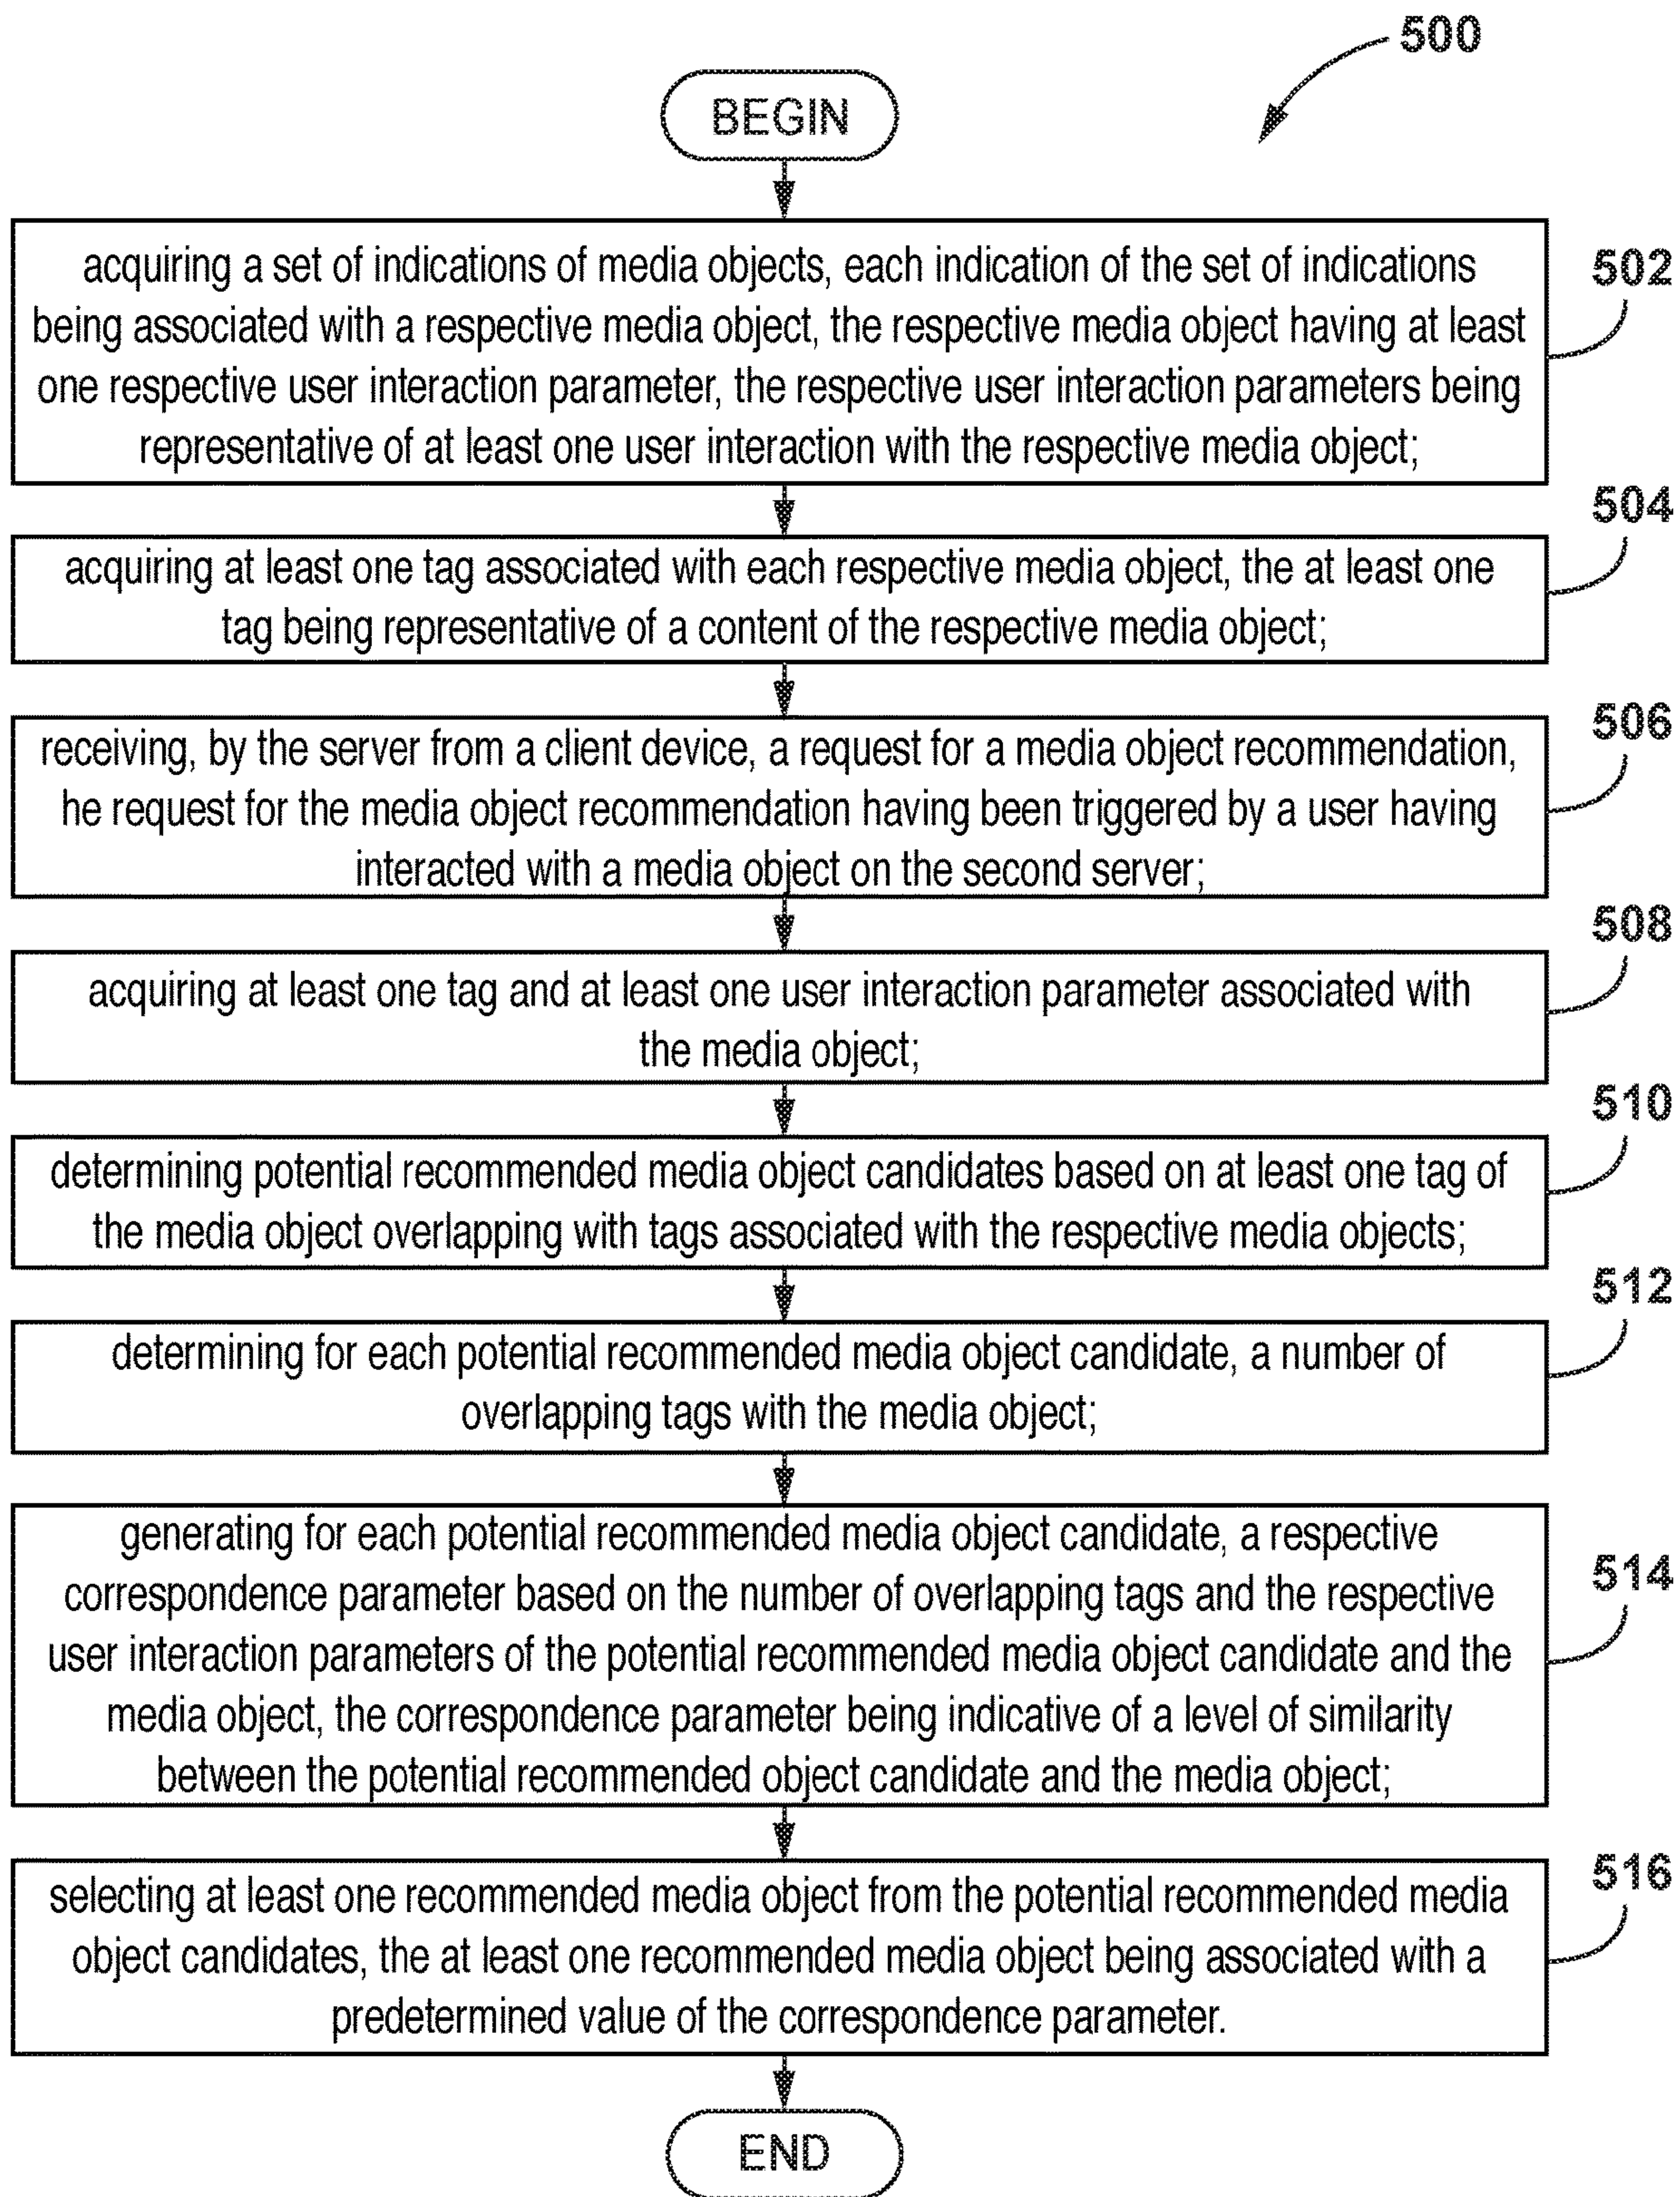 500
BEGIN
acquiring a set of indications of media objects, each indication of the set of indications
being associated with a respective media object, the respective media object having at least
one respective user interaction parameter, the respective user interaction parameters being
representative of at least one user interaction with the respective media object;
502
acquiring at least one tag associated with each respective media object, the at least one
tag being representative of a content of the respective media object;
504
receiving, by the server from a client device, a request for a media object recommendation,
he request for the media object recommendation having been triggered by a user having
interacted with a media object on the second server;
506
acquiring at least one tag and at least one user interaction parameter associated with
the media object;
508
determining potential recommended media object candidates based on at least one tag of
the media object overlapping with tags associated with the respective media objects;
510
determining for each potential recommended media object candidate, a number of
overlapping tags with the media object;
512
generating for each potential recommended media object candidate, a respective
correspondence parameter based on the number of overlapping tags and the respective
user interaction parameters of the potential recommended media object candidate and the
media object, the correspondence parameter being indicative of a level of similarity
between the potential recommended object candidate and the media object;
514
selecting at least one recommended media object from the potential recommended media
object candidates, the at least one recommended media object being associated with a
predetermined value of the correspondence parameter.
516
END